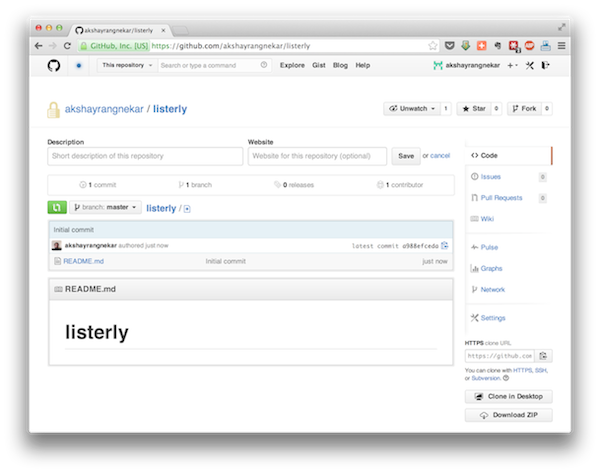 akshayrangnekar/listerly
GitHub, Inc. [US] https://github.com/akshayrangnekar/listerly
This repository Search or type a command Explore Gist Blog Help akshayrangnekar
akshayrangnekar / listerly
Unwatch 1 Star 0 Fork 0
Description
Short description of this repository
Website
Website for this repository (optional)
Save or cancel
1 commit 1 branch 0 releases 1 contributor
branch: master listerly /
Initial commit
akshayrangnekar authored just now latest commit a988efceda
README.md Initial commit just now
README.md
listerly
Code
Issues 0
Pull Requests 0
Wiki
Pulse
Graphs
Network
Settings
HTTPS clone URL
https://github.com
You can clone with HTTPS, SSH,
or Subversion.
Clone in Desktop
Download ZIP